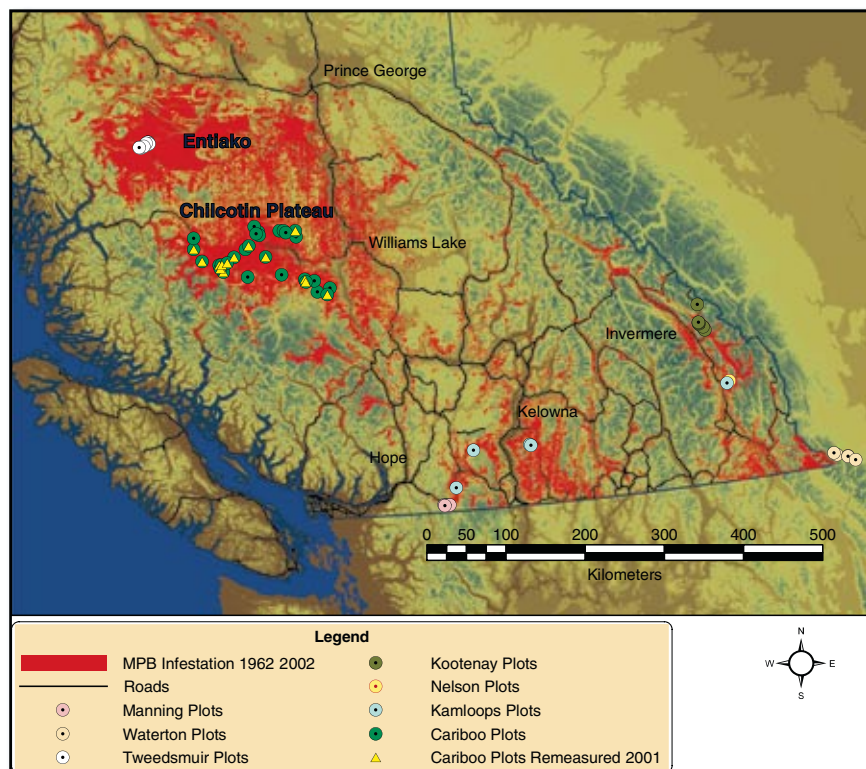 Prince George
Entiako
Chilcotin Plateau
Williams Lake
Invermere
Kelowna
Hope
0 100 200 300 400 500
Kilometers
Legend
MPB Infestation 1962 2002
Roads
Manning Plots
Waterton Plots
Tweedsmuir Plots
Kootenay Plots
Nelson Plots
Kamloops Plots
Cariboo Plots
Cariboo Plots Remeasured 2001
N
W E
S